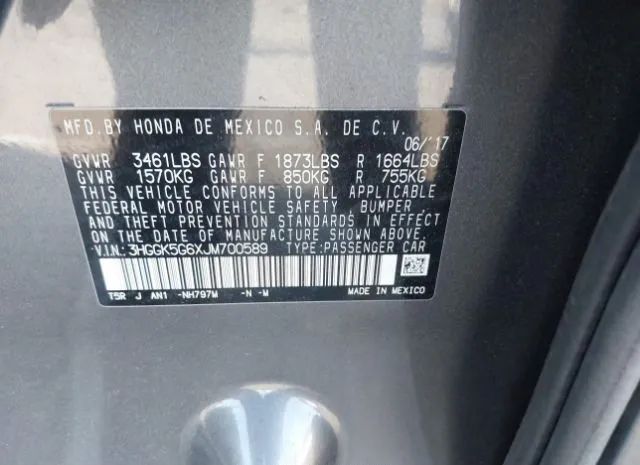 MFD.BY HONDA DE MEXICO S.A. DE C.V.
06/'17
GVWR 3461LBS GAWR F 1873LBS R 1664LBS
GVWR 1570KG GAWR F 850KG R 755KG
THIS VEHICLE CONFORMS TO ALL APPLICABLE
FEDERAL MOTOR VEHICLE SAFETY, BUMPER
AND THEFT PREVENTION STANDARDS IN EFFECT
ON THE DATE OF MANUFACTURE SHOWN ABOVE.
VIN:3HGGK5G6XJM700589 TYPE:PASSENGER CAR
T5R J AN1 -NH797M -N -M MADE IN MEXICO